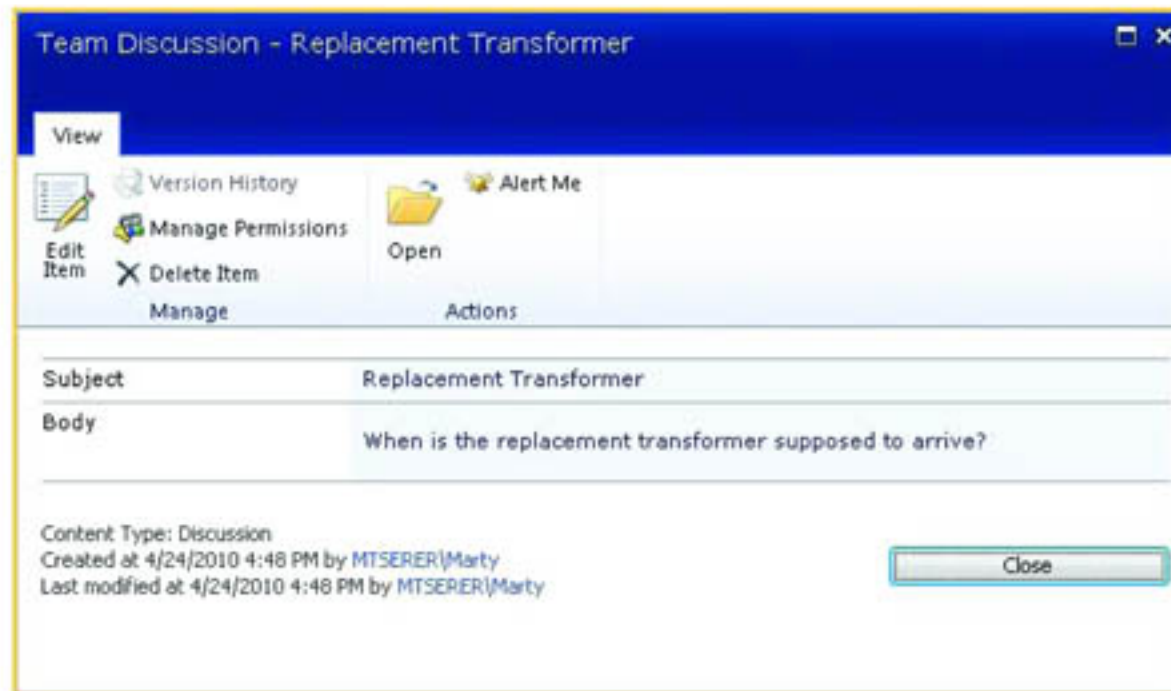 Team Discussion - Replacement Transformer
View
Edit
Item
Version History
Manage Permissions
Delete Item
Manage
Open
Alert Me
Actions
Subject Replacement Transformer
Body When is the replacement transformer supposed to arrive?
Content Type: Discussion
Created at 4/24/2010 4:48 PM by MTSERER\Marty
Last modified at 4/24/2010 4:48 PM by MTSERER\Marty
Close